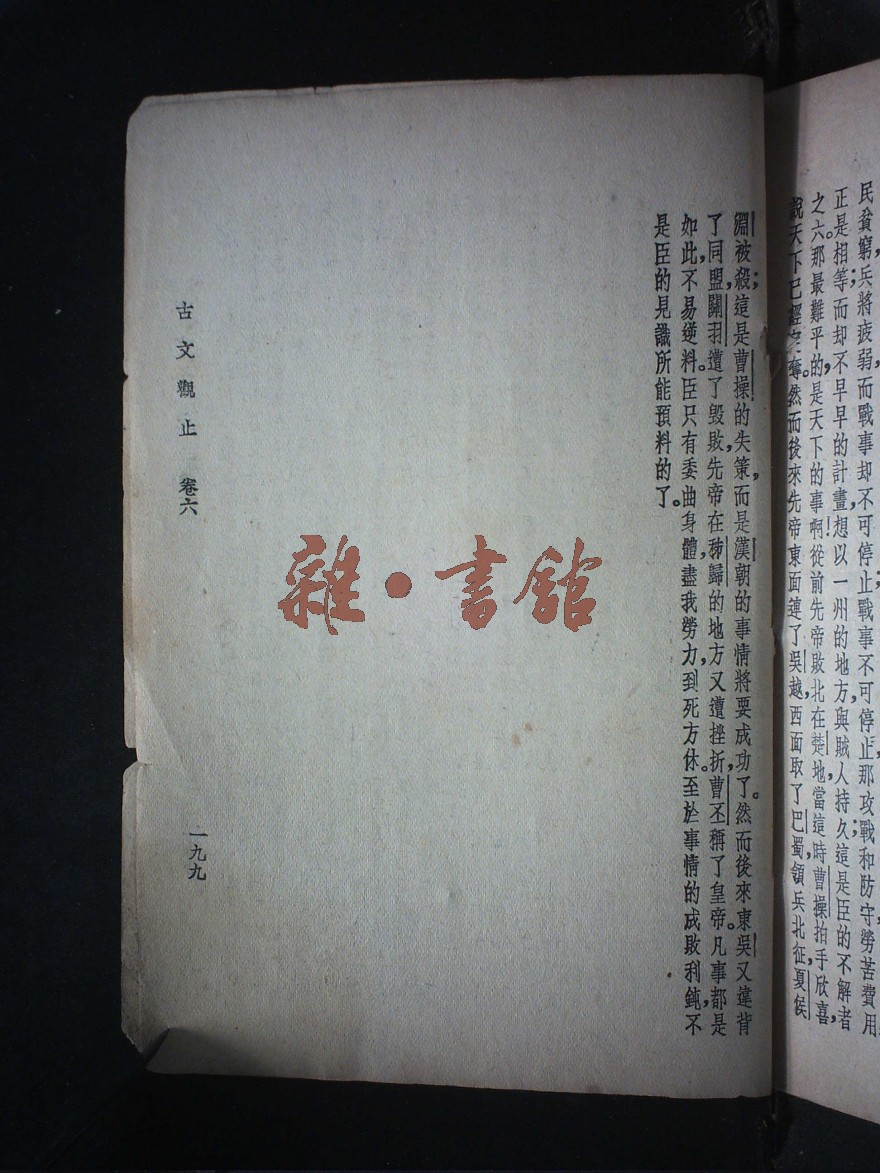 民貧窮，兵將疲弱，而戰事却不可停止；戰事不可停止，那攻戰和防守，勞苦費用，
正是相等；而却不早早的計畫，想以一州的地方，與賊人持久；這是臣的不解者
之六。那最難平的，是天下的事啊！從前先帝敗北在楚地，當這時，曹操拍手欣喜，
說天下已經奪。然而後來先帝東面連了吳越，西面取了巴蜀，領兵北征，夏侯
淵被殺；這是曹操的失策，而是漢朝的事情將要成功了。然而後來東吳又違背
了同盟，關羽遭了毀敗，先帝在秭歸的地方，又遭挫折，曹丕稱了皇帝。凡事都是
如此，不易逆料。臣只有委曲身體，盡我勞力，到死方休。至於事情的成敗利鈍，不
是臣的見識所能預料的了。
古文觀止 卷六
一九九
雜·書館